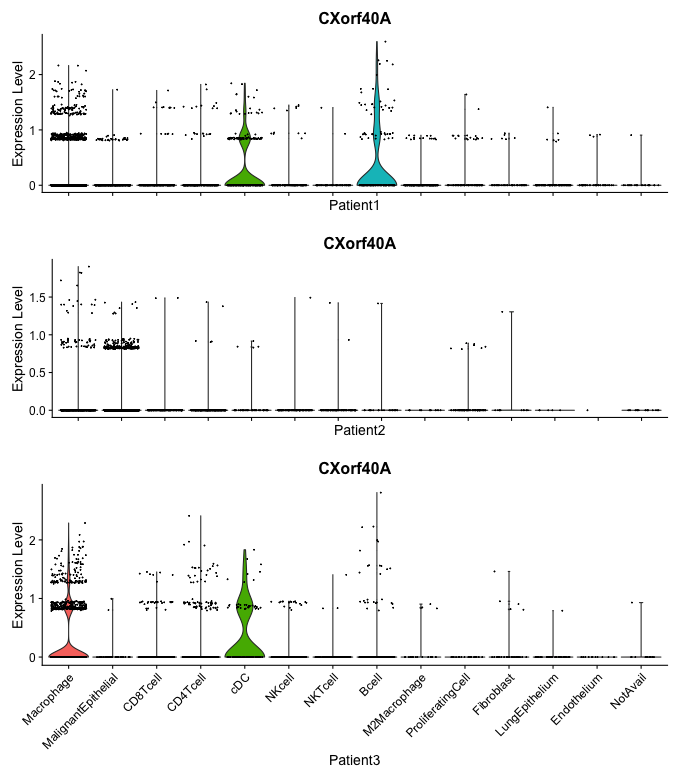 CXorf40A
Expression Level
2
1
0
Patient1
CXorf40A
Expression Level
1.5
1.0
0.5
0.0
Patient2
CXorf40A
Expression Level
2
1
0
Macrophage
MalignantEpithelial
CD8Tcell
CD4Tcell
cDC
NKcell
NKTcell
Bcell
M2Macrophage
ProliferatingCell
Fibroblast
LungEpithelium
Endothelium
NotAvail
Patient3